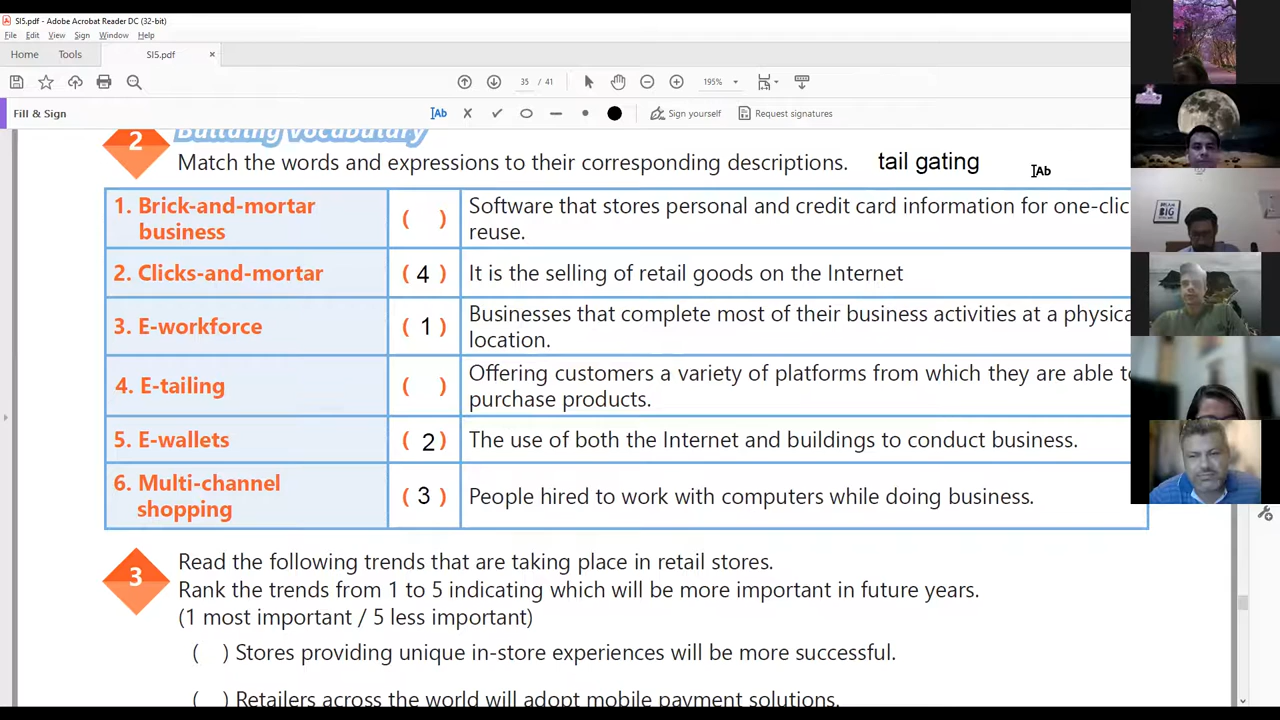 SI5.pdf - Adobe Acrobat Reader DC (32-bit)
File Edit View Sign Window Help
Home Tools SI5.pdf ×
35 / 41 195%
Fill & Sign Ab Sign yourself Request signatures
2 Building Vocabulary
Match the words and expressions to their corresponding descriptions. tail gating Ab
1. Brick-and-mortar business ( ) Software that stores personal and credit card information for
reuse.
2. Clicks-and-mortar ( 4 ) It is the selling of retail goods on the Internet
3. E-workforce ( 1 ) Businesses that complete most of their business activities at a
location.
4. E-tailing ( ) Offering customers a variety of platforms from which they are able
purchase products.
5. E-wallets ( 2 ) The use of both the Internet and buildings to conduct business.
6. Multi-channel shopping ( 3 ) People hired to work with computers while doing business.
3 Read the following trends that are taking place in retail stores.
Rank the trends from 1 to 5 indicating which will be more important in future years.
(1 most important / 5 less important)
( ) Stores providing unique in-store experiences will be more successful.
( ) Retailers across the world will adopt mobile payment solutions.
DREAM
BIG